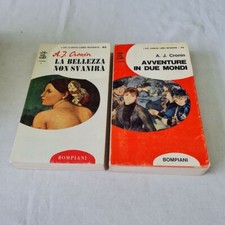 A. J. Cronin
LA BELLEZZA
NON SVANIRÀ
BOMPIANI
A. J. Cronin
AVVENTURE
IN DUE MONDI
BOMPIANI